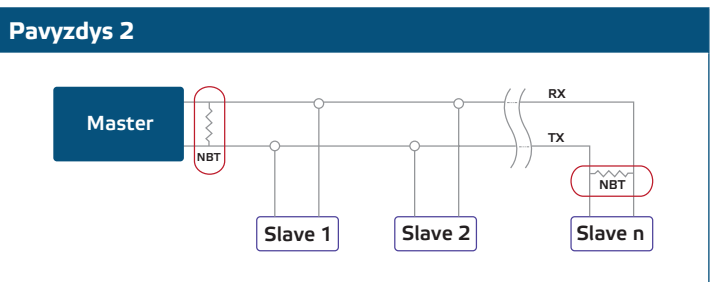 Pavyzdys 2
RX
Master
TX
NBT
NBT
Slave 1
Slave 2
Slave n